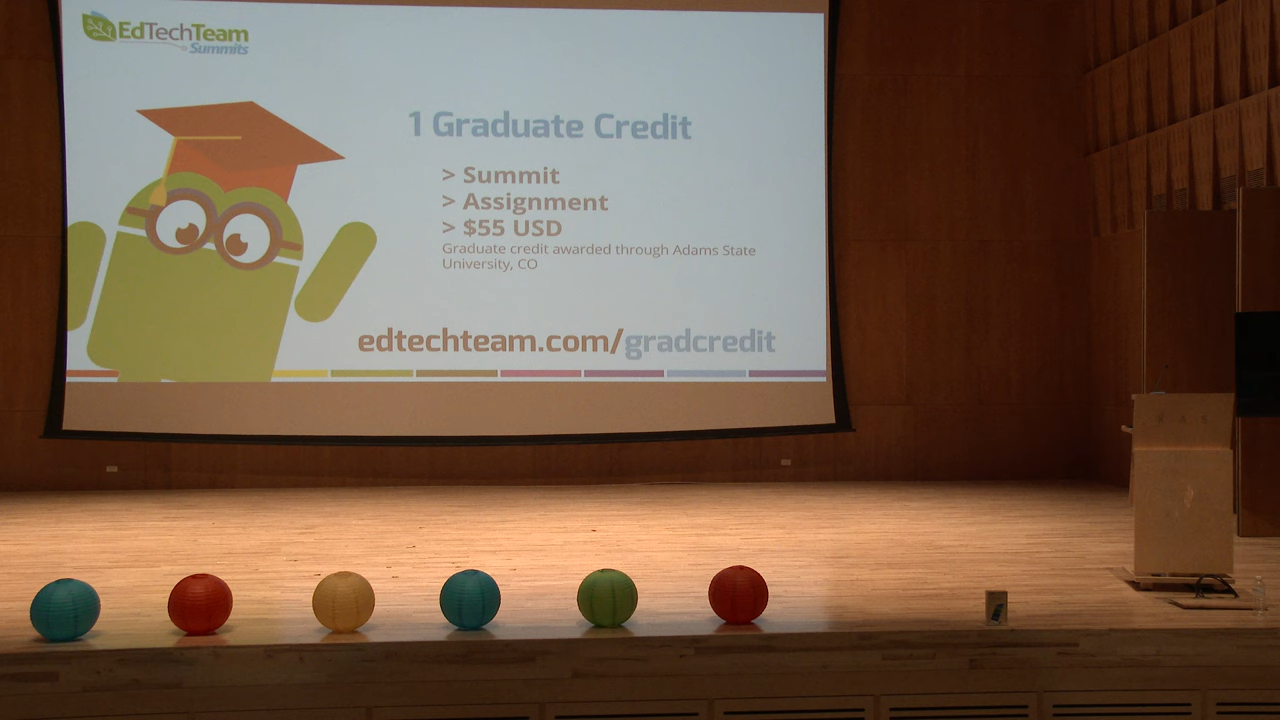 EdTechTeam
Summits
1 Graduate Credit
> Summit
> Assignment
> $55 USD
Graduate credit awarded through Adams State
University, CO
edtechteam.com/gradcredit